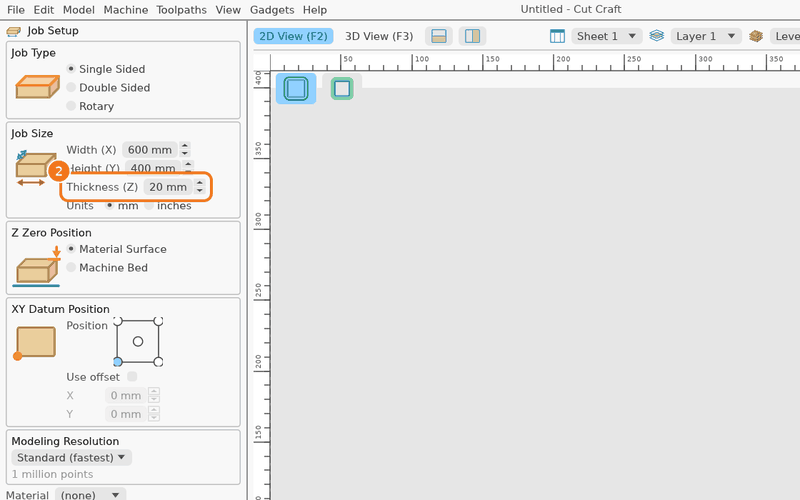 File Edit Model Machine Toolpaths View Gadgets Help Untitled - Cut Craft
Job Setup
2D View (F2) 3D View (F3) Sheet 1 Layer 1 Leve
Job Type
Single Sided
Double Sided
Rotary
50 100 150 200 250 300 350
400
350
300
250
200
150
Job Size
Width (X) 600 mm
Height (Y) 400 mm
2
Thickness (Z) 20 mm
Units mm inches
Z Zero Position
Material Surface
Machine Bed
XY Datum Position
Position
Use offset
X 0 mm
Y 0 mm
Modeling Resolution
Standard (fastest)
1 million points
Material (none)